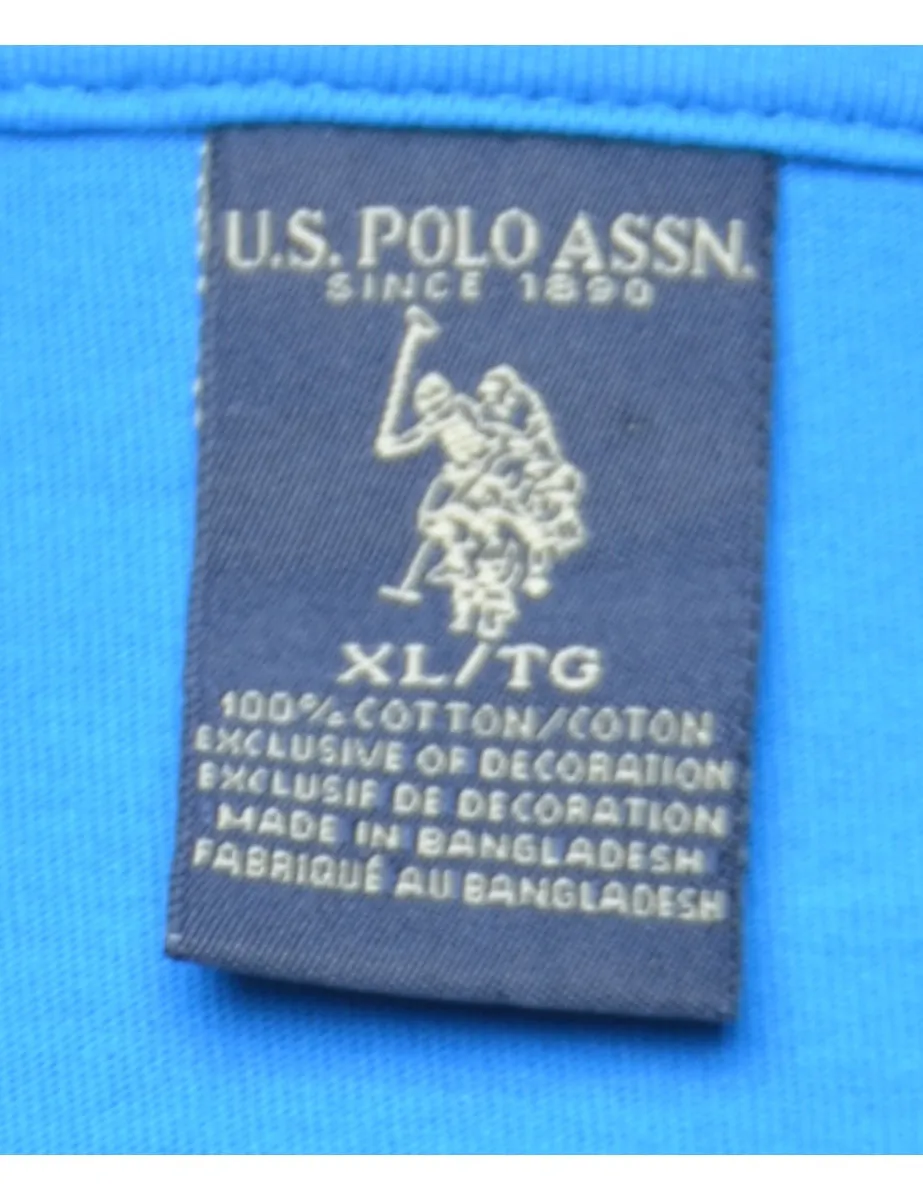 U.S. POLO ASSN.
SINCE 1890
XL/TG
100% COTTON/COTON
EXCLUSIVE OF DECORATION
EXCLUSIF DE DECORATION
MADE IN BANGLADESH
FABRIQUÉ AU BANGLADESH